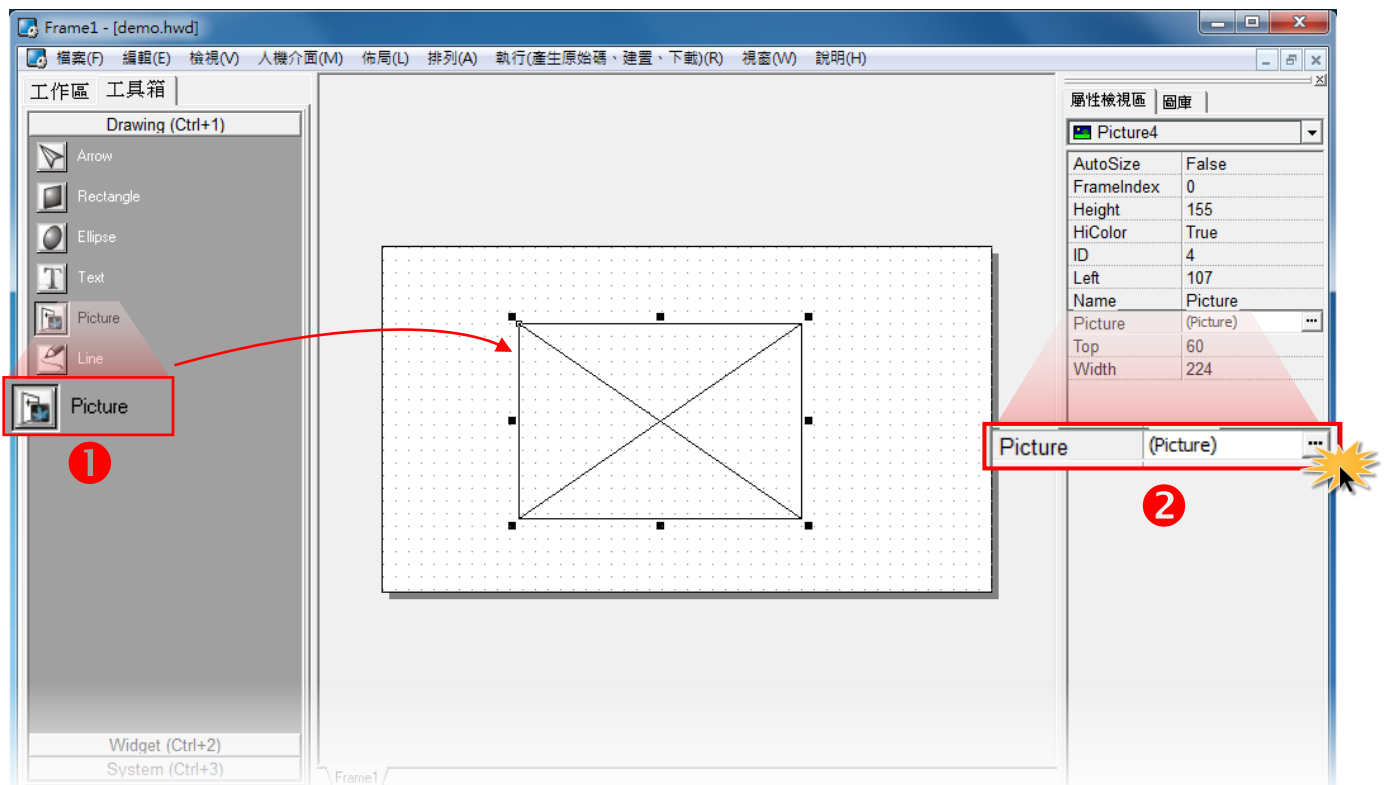 Frame1 - [demo.hwd]
檔案(F) 編輯(E) 檢視(V) 人機介面(M) 佈局(L) 排列(A) 執行(產生原始碼、建置、下載)(R) 視窗(W) 說明(H)
工作區 工具箱
Drawing (Ctrl+1)
Arrow
Rectangle
Ellipse
Text
Picture
Line
Picture
1
Widget (Ctrl+2)
System (Ctrl+3)
Frame1
屬性檢視區 圖庫
Picture4
AutoSize False
FrameIndex 0
Height 155
HiColor True
ID 4
Left 107
Name Picture
Picture (Picture) ...
Top 60
Width 224
Picture (Picture) ...
2